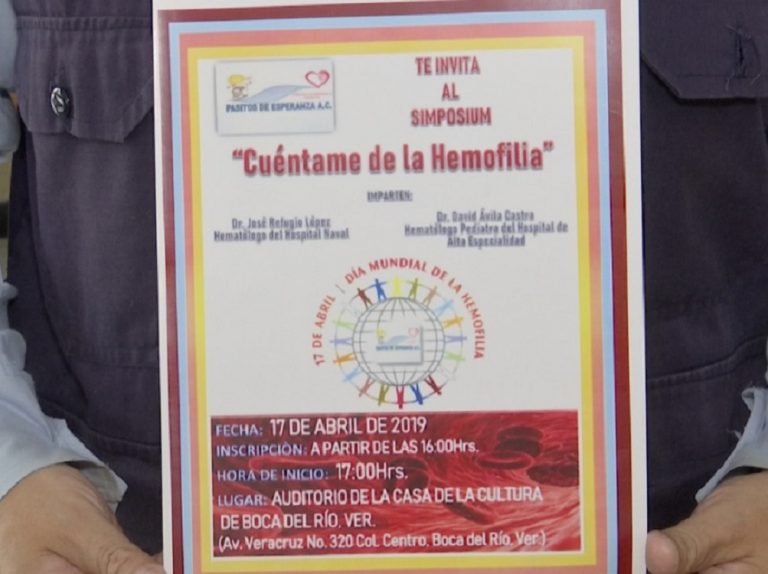 PASITOS DE ESPERANZA A.C.
TE INVITA
AL
SIMPOSIUM
"Cuéntame de la Hemofilia"
IMPARTEN:
Dr. José Refugio López
Hematólogo del Hospital Naval
Dr. David Ávila Castro
Hematólogo Pediatra del Hospital de
Alta Especialidad
17 DE ABRIL | DÍA MUNDIAL DE LA HEMOFILIA
FECHA: 17 DE ABRIL DE 2019
INSCRIPCIÒN: A PARTIR DE LAS 16:00Hrs.
HORA DE INICIO: 17:00Hrs.
LUGAR: AUDITORIO DE LA CASA DE LA CULTURA
DE BOCA DEL RÍO, VER.
(Av. Veracruz No. 320 Col. Centro, Boca del Río, Ver.)